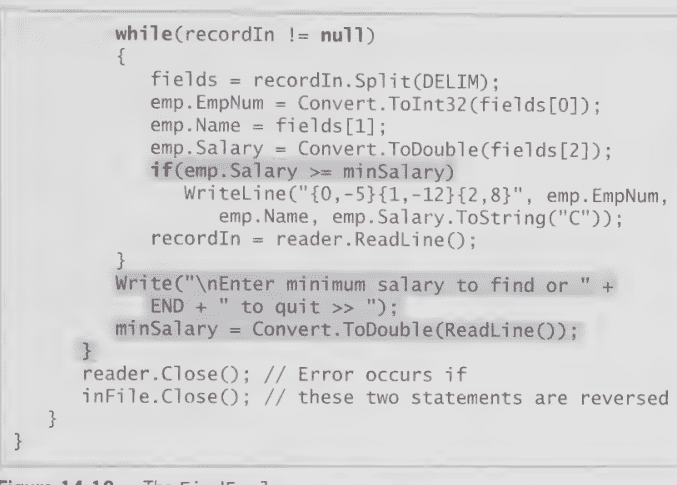 while(recordIn != null)
{
fields = recordIn.Split(DELIM);
emp.EmpNum = Convert.ToInt32(fields[0]);
emp.Name = fields[1];
emp.Salary = Convert.ToDouble(fields[2]);
if(emp.Salary >= minSalary)
WriteLine("{0,-5}{1,-12}{2,8}", emp.EmpNum,
emp.Name, emp.Salary.ToString("C"));
recordIn = reader.ReadLine();
}
Write("\nEnter minimum salary to find or " +
END + " to quit >> ");
minSalary = Convert.ToDouble(ReadLine());
}
reader.Close(); // Error occurs if
inFile.Close(); // these two statements are reversed
}
}